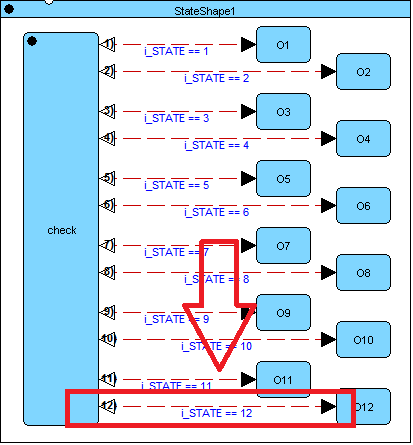 StateShape1
1) i_STATE == 1 O1
2) i_STATE == 2 O2
3) i_STATE == 3 O3
4) i_STATE == 4 O4
5) i_STATE == 5 O5
check
6) i_STATE == 6 O6
7) i_STATE == 7 O7
8) i_STATE == 8 O8
9) i_STATE == 9 O9
10) i_STATE == 10 O10
11) i_STATE == 11 O11
12) i_STATE == 12 O12